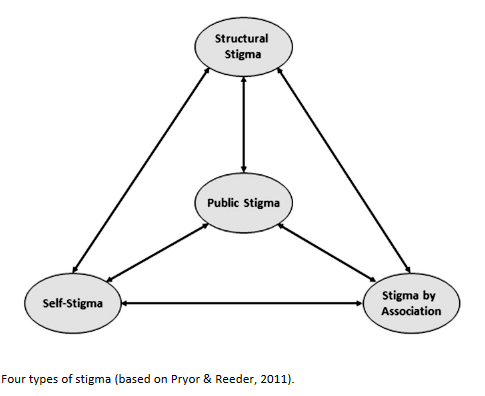 Structural
Stigma
Public Stigma
Self-Stigma
Stigma by
Association
Four types of stigma (based on Pryor & Reeder, 2011).